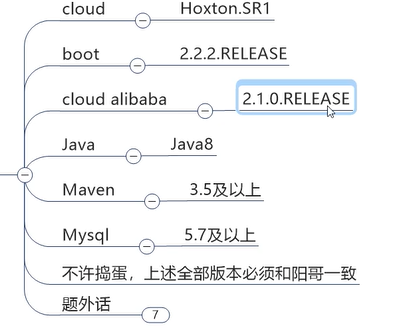 cloud Hoxton.SR1
boot 2.2.2.RELEASE
cloud alibaba 2.1.0.RELEASE
Java Java8
Maven 3.5及以上
Mysql 5.7及以上
不许捣蛋，上述全部版本必须和阳哥一致
题外话 7